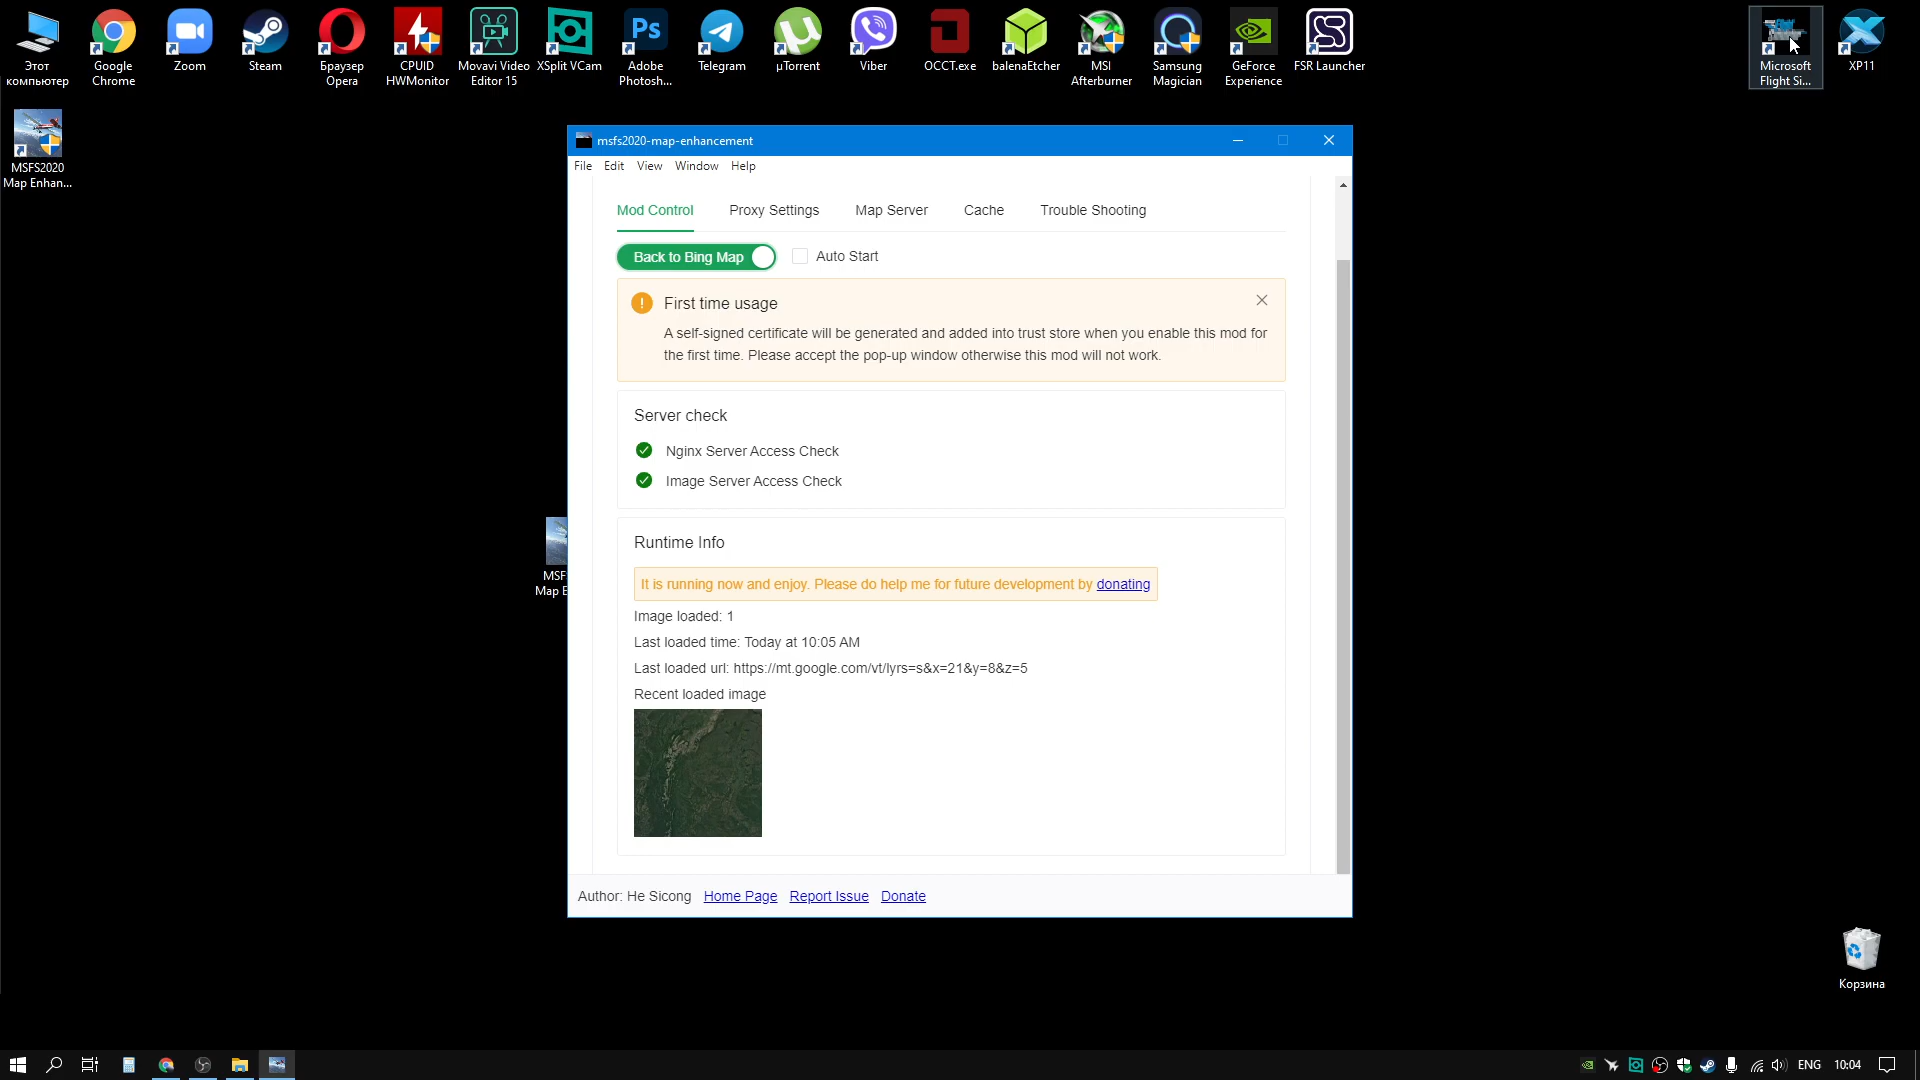 Этот
компьютер
Google
Chrome
Zoom
Steam
Браузер
Opera
CPUID
HWMonitor
Movavi Video
Editor 15
XSplit VCam
Ps
Adobe
Photosh...
Telegram
µTorrent
Viber
OCCT.exe
balenaEtcher
MSI
Afterburner
Samsung
Magician
GeForce
Experience
FSR Launcher
Microsoft
Flight Si...
XP11
MSFS2020
Map Enhan...
msfs2020-map-enhancement
File Edit View Window Help
Mod Control Proxy Settings Map Server Cache Trouble Shooting
Back to Bing Map Auto Start
First time usage
A self-signed certificate will be generated and added into trust store when you enable this mod for
the first time. Please accept the pop-up window otherwise this mod will not work.
Server check
Nginx Server Access Check
Image Server Access Check
MSF
Map E
Runtime Info
It is running now and enjoy. Please do help me for future development by donating
Image loaded: 1
Last loaded time: Today at 10:05 AM
Last loaded url: https://mt.google.com/vt/lyrs=s&x=21&y=8&z=5
Recent loaded image
Author: He Sicong Home Page Report Issue Donate
Корзина
ENG 10:04